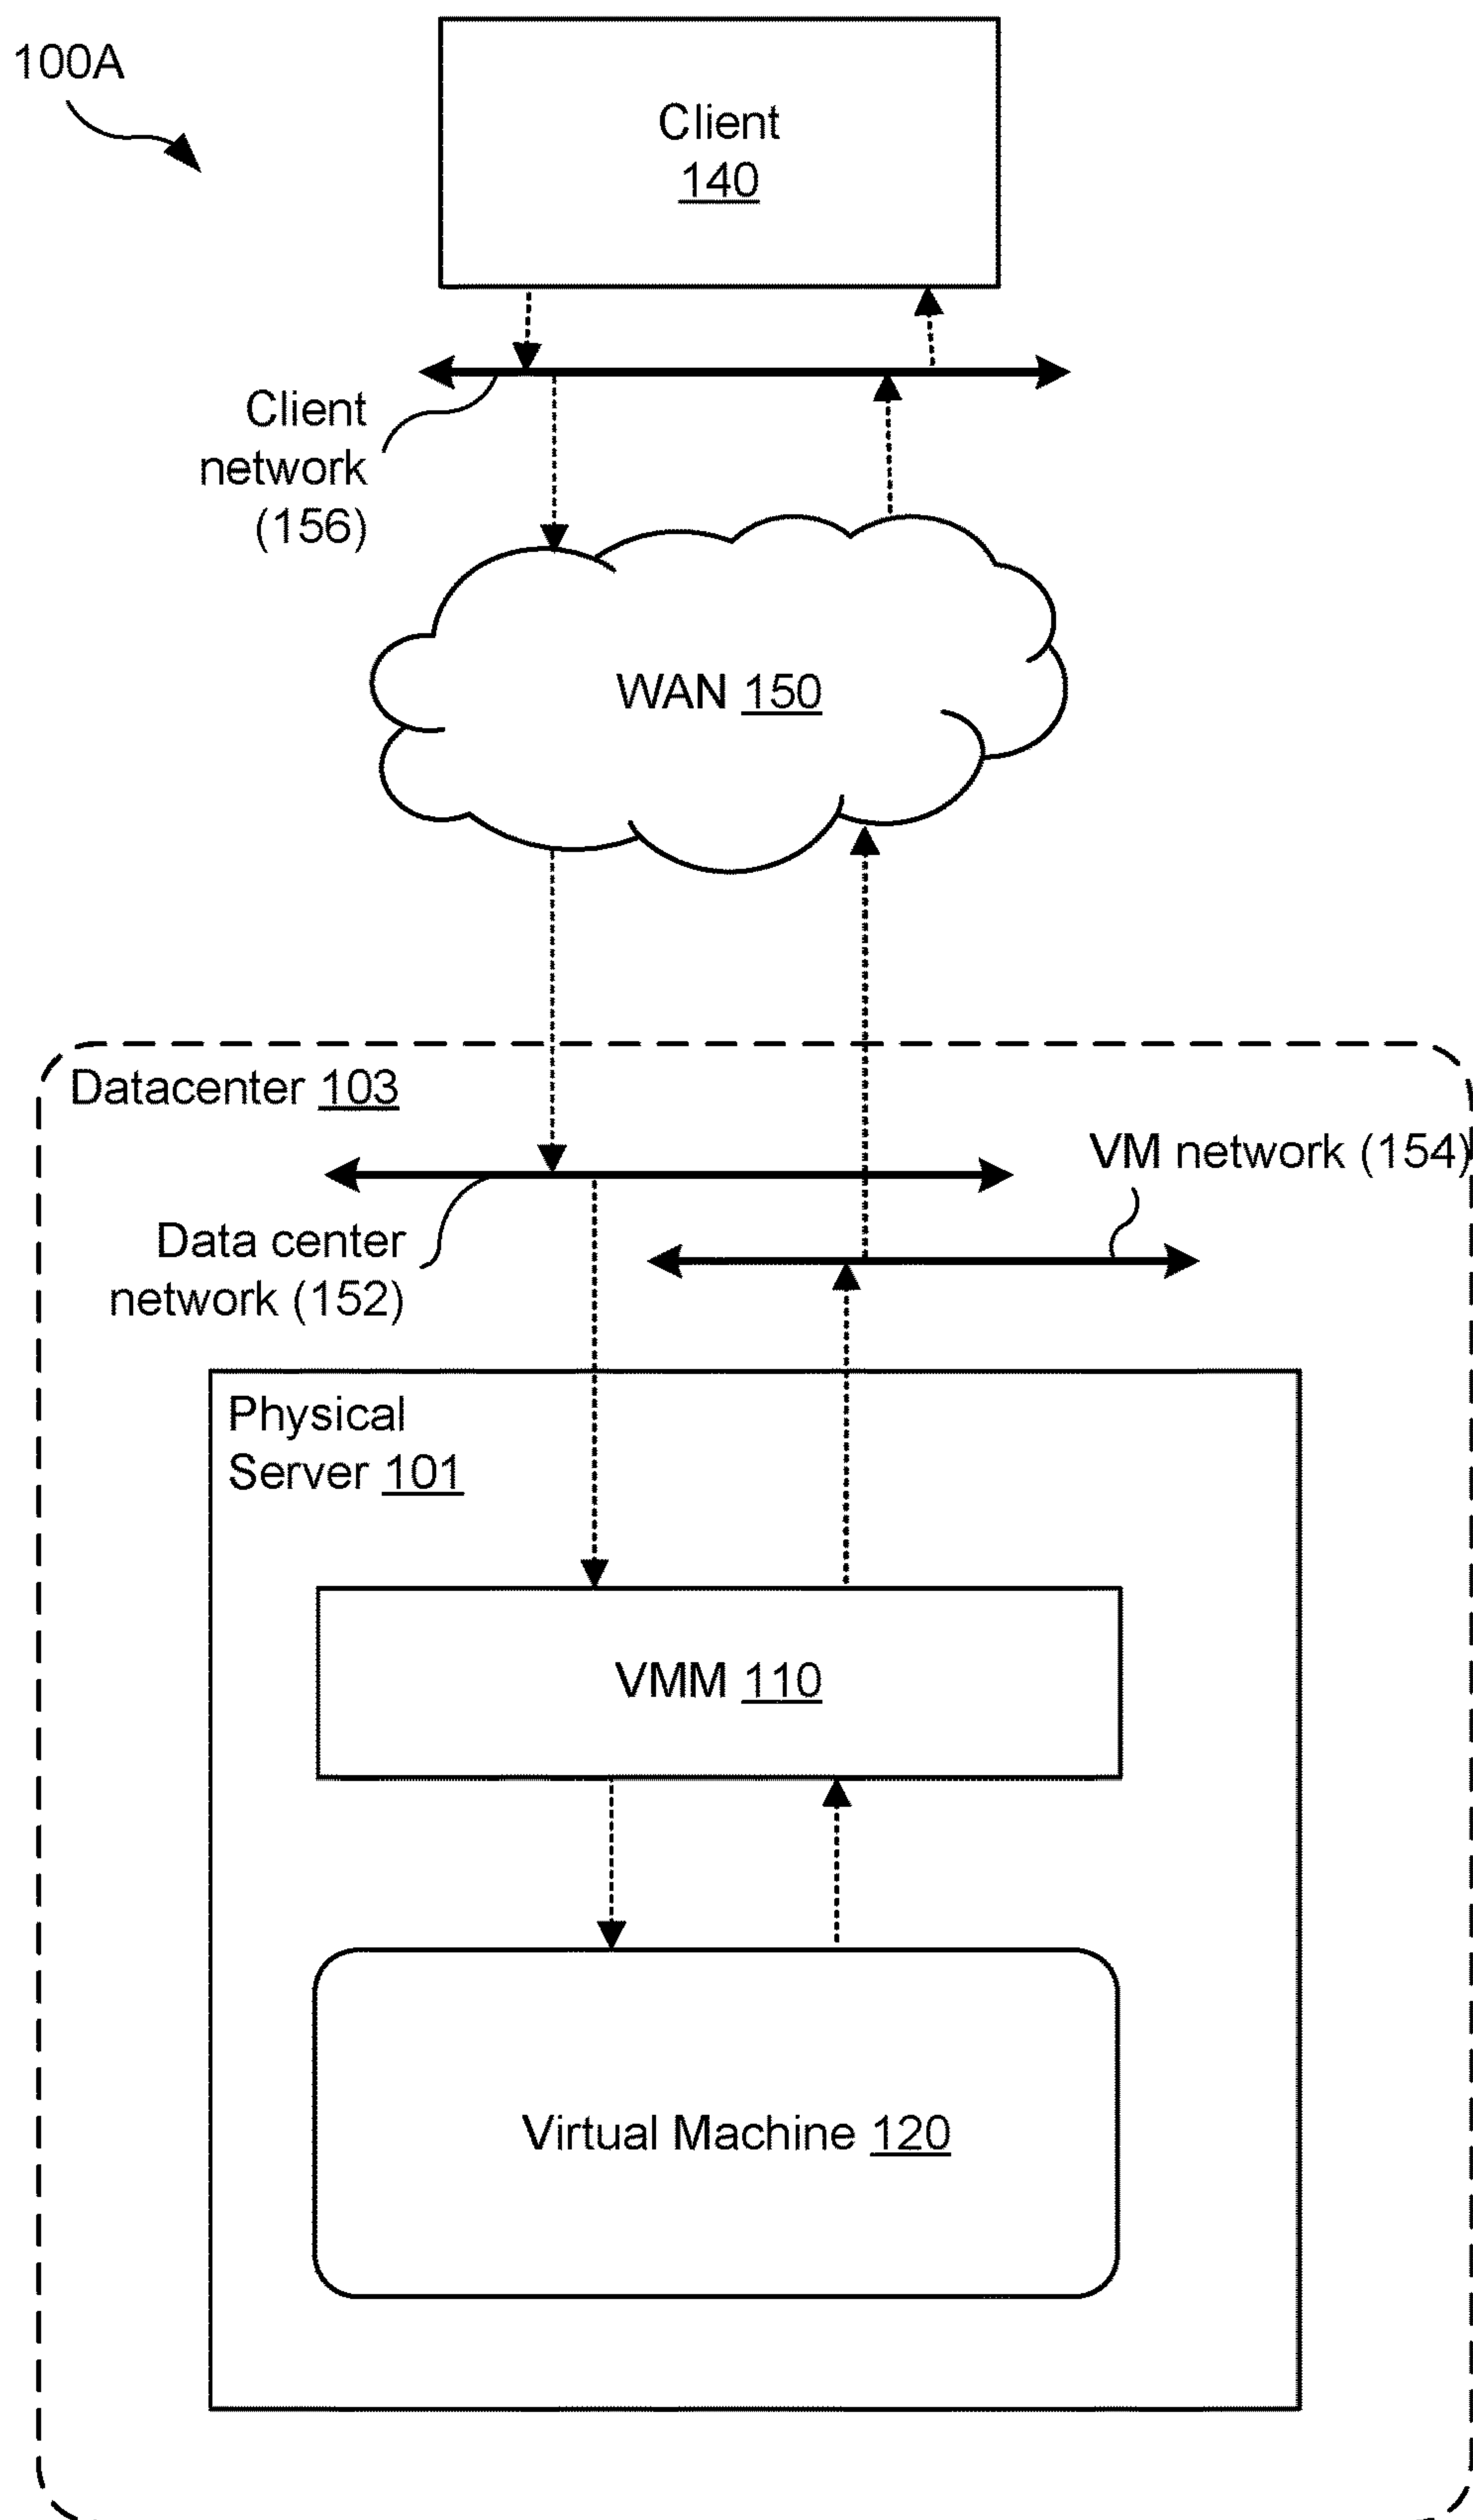 100A
Client
140
Client
network
(156)
WAN 150
Datacenter 103
VM network (154)
Data center
network (152)
Physical
Server 101
VMM 110
Virtual Machine 120